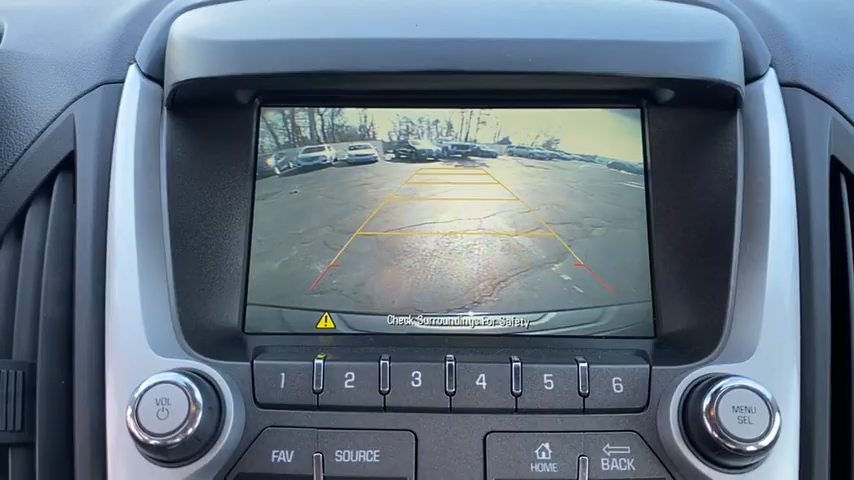 Check Surroundings For Safety
1 2 3 4 5 6
VOL
MENU
SEL
FAV SOURCE HOME BACK